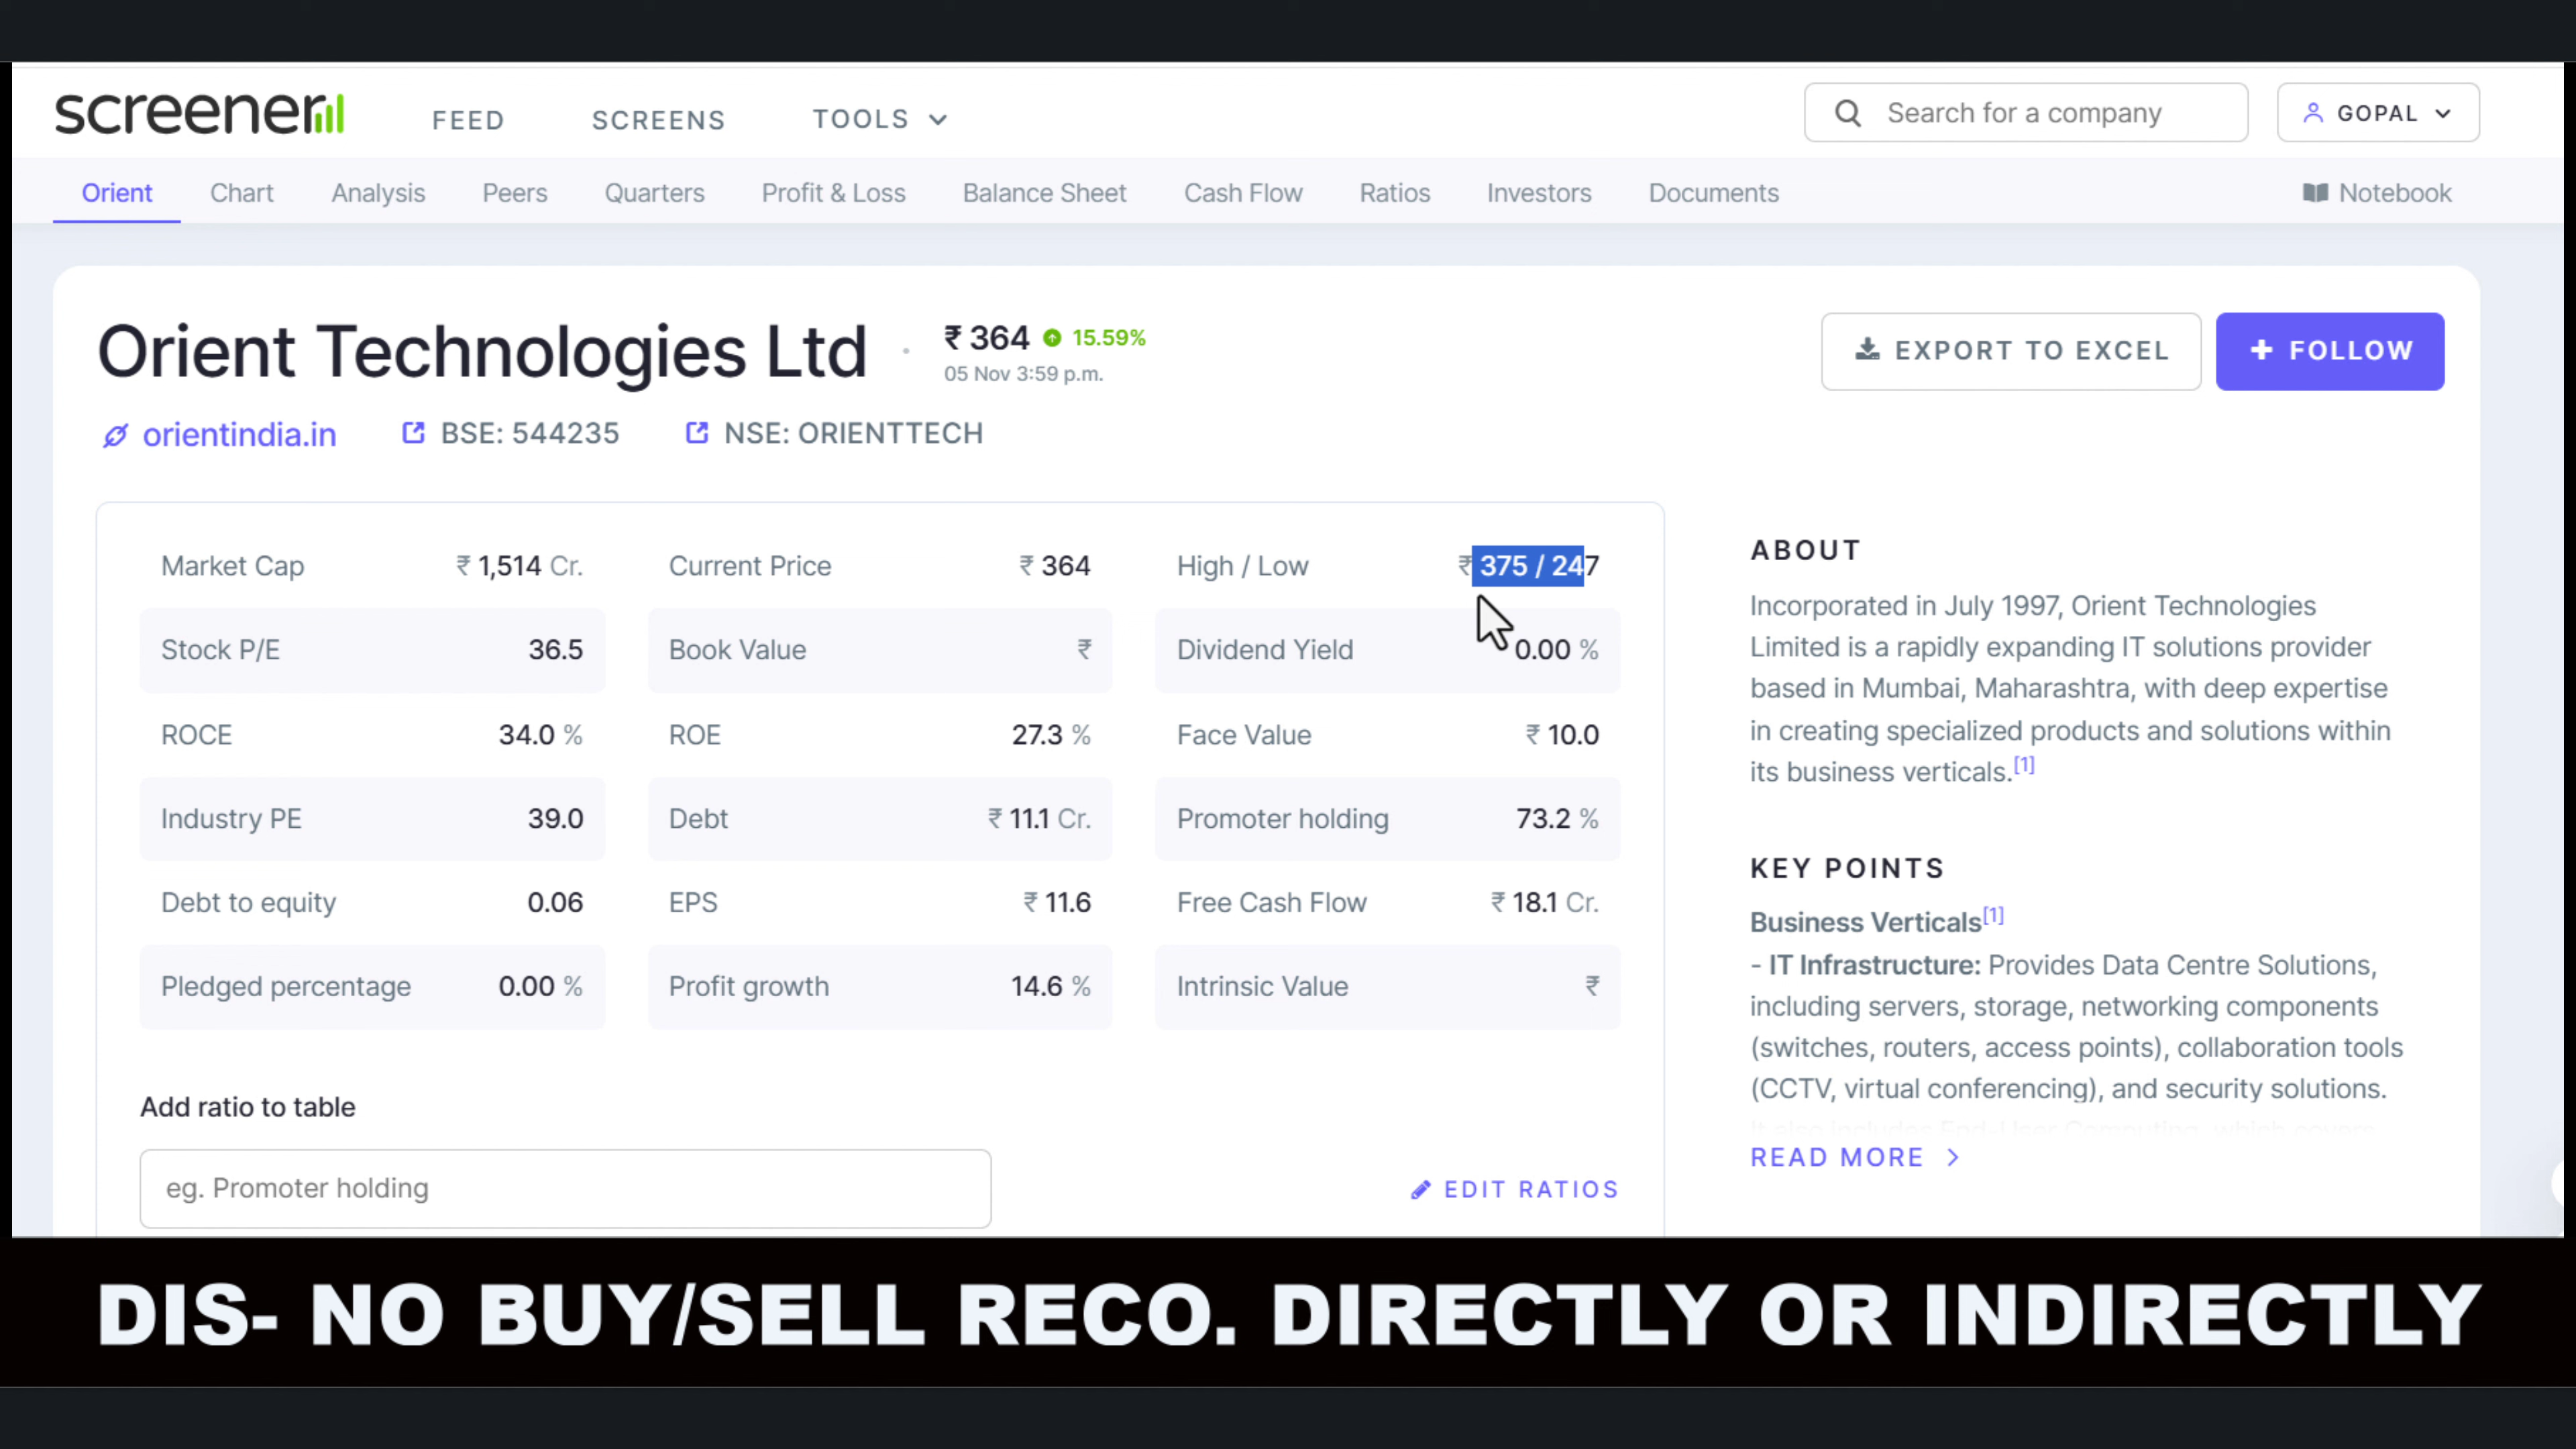 screener
FEED SCREENS TOOLS
Search for a company
GOPAL
Orient Chart Analysis Peers Quarters Profit & Loss Balance Sheet Cash Flow Ratios Investors Documents Notebook
Orient Technologies Ltd · ₹ 364 15.59%
05 Nov 3:59 p.m.
EXPORT TO EXCEL
+ FOLLOW
orientindia.in BSE: 544235 NSE: ORIENTTECH
Market Cap ₹ 1,514 Cr. Current Price ₹ 364 High / Low ₹ 375 / 247
Stock P/E 36.5 Book Value ₹ Dividend Yield 0.00 %
ROCE 34.0 % ROE 27.3 % Face Value ₹ 10.0
Industry PE 39.0 Debt ₹ 11.1 Cr. Promoter holding 73.2 %
Debt to equity 0.06 EPS ₹ 11.6 Free Cash Flow ₹ 18.1 Cr.
Pledged percentage 0.00 % Profit growth 14.6 % Intrinsic Value ₹
Add ratio to table
eg. Promoter holding
EDIT RATIOS
ABOUT
Incorporated in July 1997, Orient Technologies
Limited is a rapidly expanding IT solutions provider
based in Mumbai, Maharashtra, with deep expertise
in creating specialized products and solutions within
its business verticals.[1]
KEY POINTS
Business Verticals[1]
- IT Infrastructure: Provides Data Centre Solutions,
including servers, storage, networking components
(switches, routers, access points), collaboration tools
(CCTV, virtual conferencing), and security solutions.
It also includes End-User Computing, which covers
READ MORE
DIS- NO BUY/SELL RECO. DIRECTLY OR INDIRECTLY